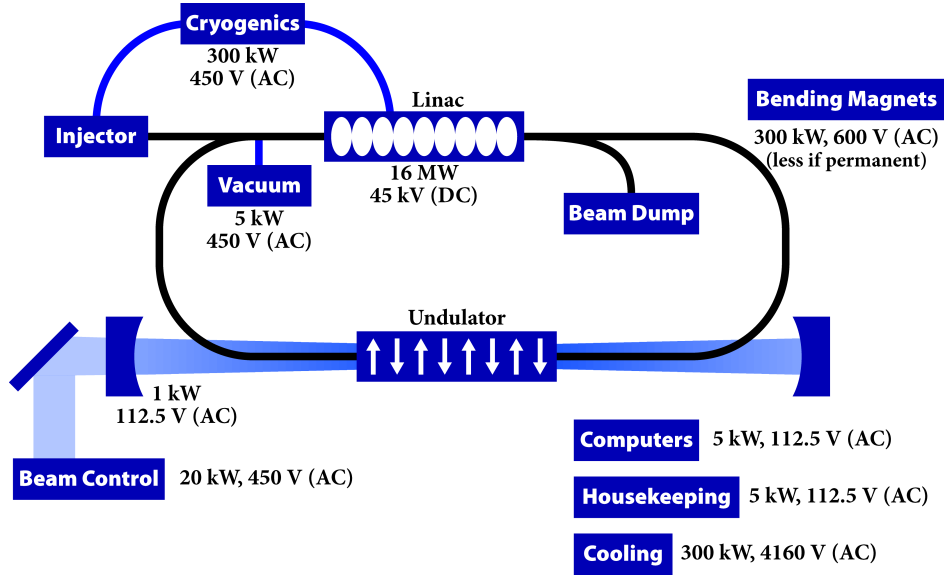 Cryogenics
300 kW
450 V (AC)
Linac
Bending Magnets
300 kW, 600 V (AC)
(less if permanent)
Injector
16 MW
45 kV (DC)
Vacuum
5 kW
450 V (AC)
Beam Dump
Undulator
1 kW
112.5 V (AC)
Computers
5 kW, 112.5 V (AC)
Beam Control
20 kW, 450 V (AC)
Housekeeping
5 kW, 112.5 V (AC)
Cooling
300 kW, 4160 V (AC)